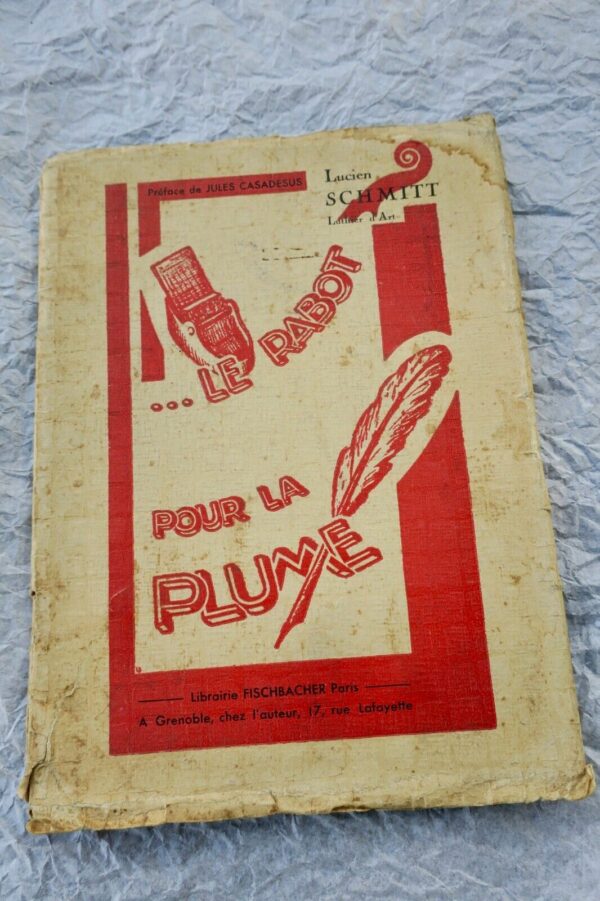 Préface de JULES CASADESUS
Lucien
SCHMITT
Luthier d'Art
...LE RABOT
POUR LA
PLUME
Librairie FISCHBACHER Paris
A Grenoble, chez l'auteur, 17, rue Lafayette